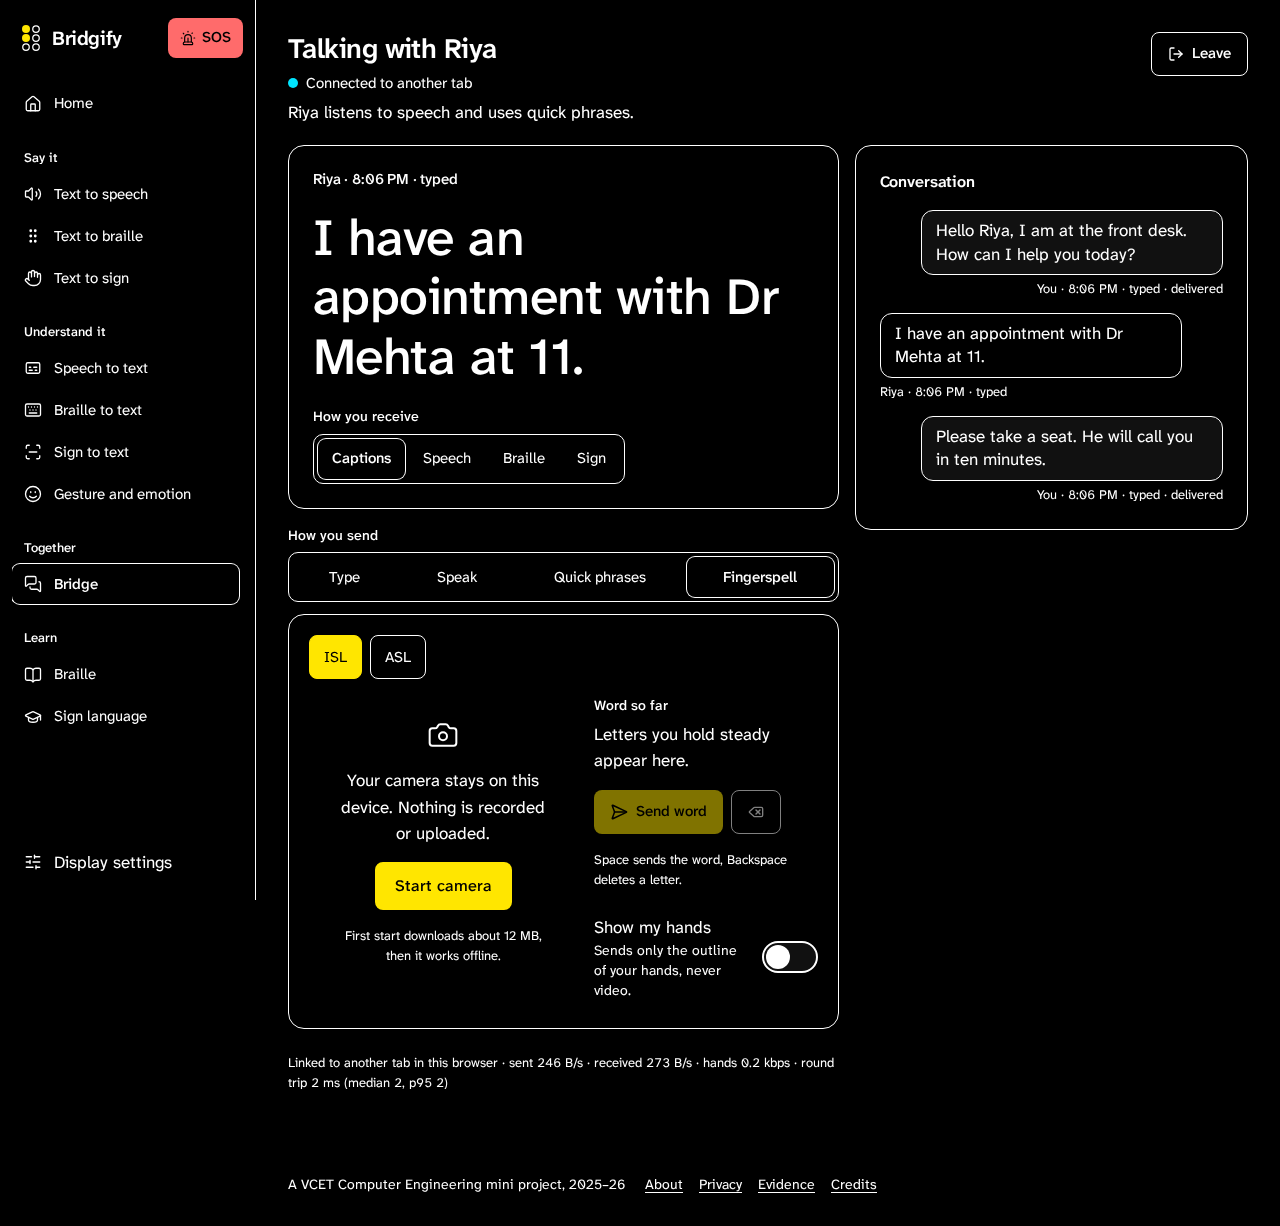 Bridgify
SOS
Home
Say it
Text to speech
Text to braille
Text to sign
Understand it
Speech to text
Braille to text
Sign to text
Gesture and emotion
Together
Bridge
Learn
Braille
Sign language
Display settings
Talking with Riya
Leave
Connected to another tab
Riya listens to speech and uses quick phrases.
Riya · 8:06 PM · typed
I have an
appointment with Dr
Mehta at 11.
How you receive
Captions Speech Braille Sign
How you send
Type Speak Quick phrases Fingerspell
ISL ASL
Your camera stays on this
device. Nothing is recorded
or uploaded.
Start camera
First start downloads about 12 MB,
then it works offline.
Word so far
Letters you hold steady
appear here.
Send word
Space sends the word, Backspace
deletes a letter.
Show my hands
Sends only the outline
of your hands, never
video.
Linked to another tab in this browser · sent 246 B/s · received 273 B/s · hands 0.2 kbps · round
trip 2 ms (median 2, p95 2)
Conversation
Hello Riya, I am at the front desk.
How can I help you today?
You · 8:06 PM · typed · delivered
I have an appointment with Dr
Mehta at 11.
Riya · 8:06 PM · typed
Please take a seat. He will call you
in ten minutes.
You · 8:06 PM · typed · delivered
A VCET Computer Engineering mini project, 2025–26 About Privacy Evidence Credits